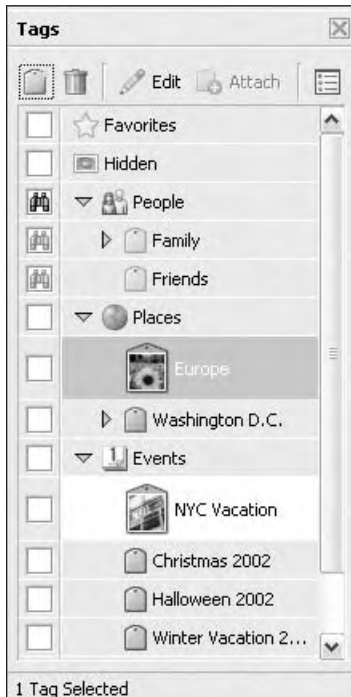 Tags
Edit Attach
Favorites
Hidden
People
Family
Friends
Places
Europe
Washington D.C.
1
Events
NYC Vacation
Christmas 2002
Halloween 2002
Winter Vacation 2...
1 Tag Selected